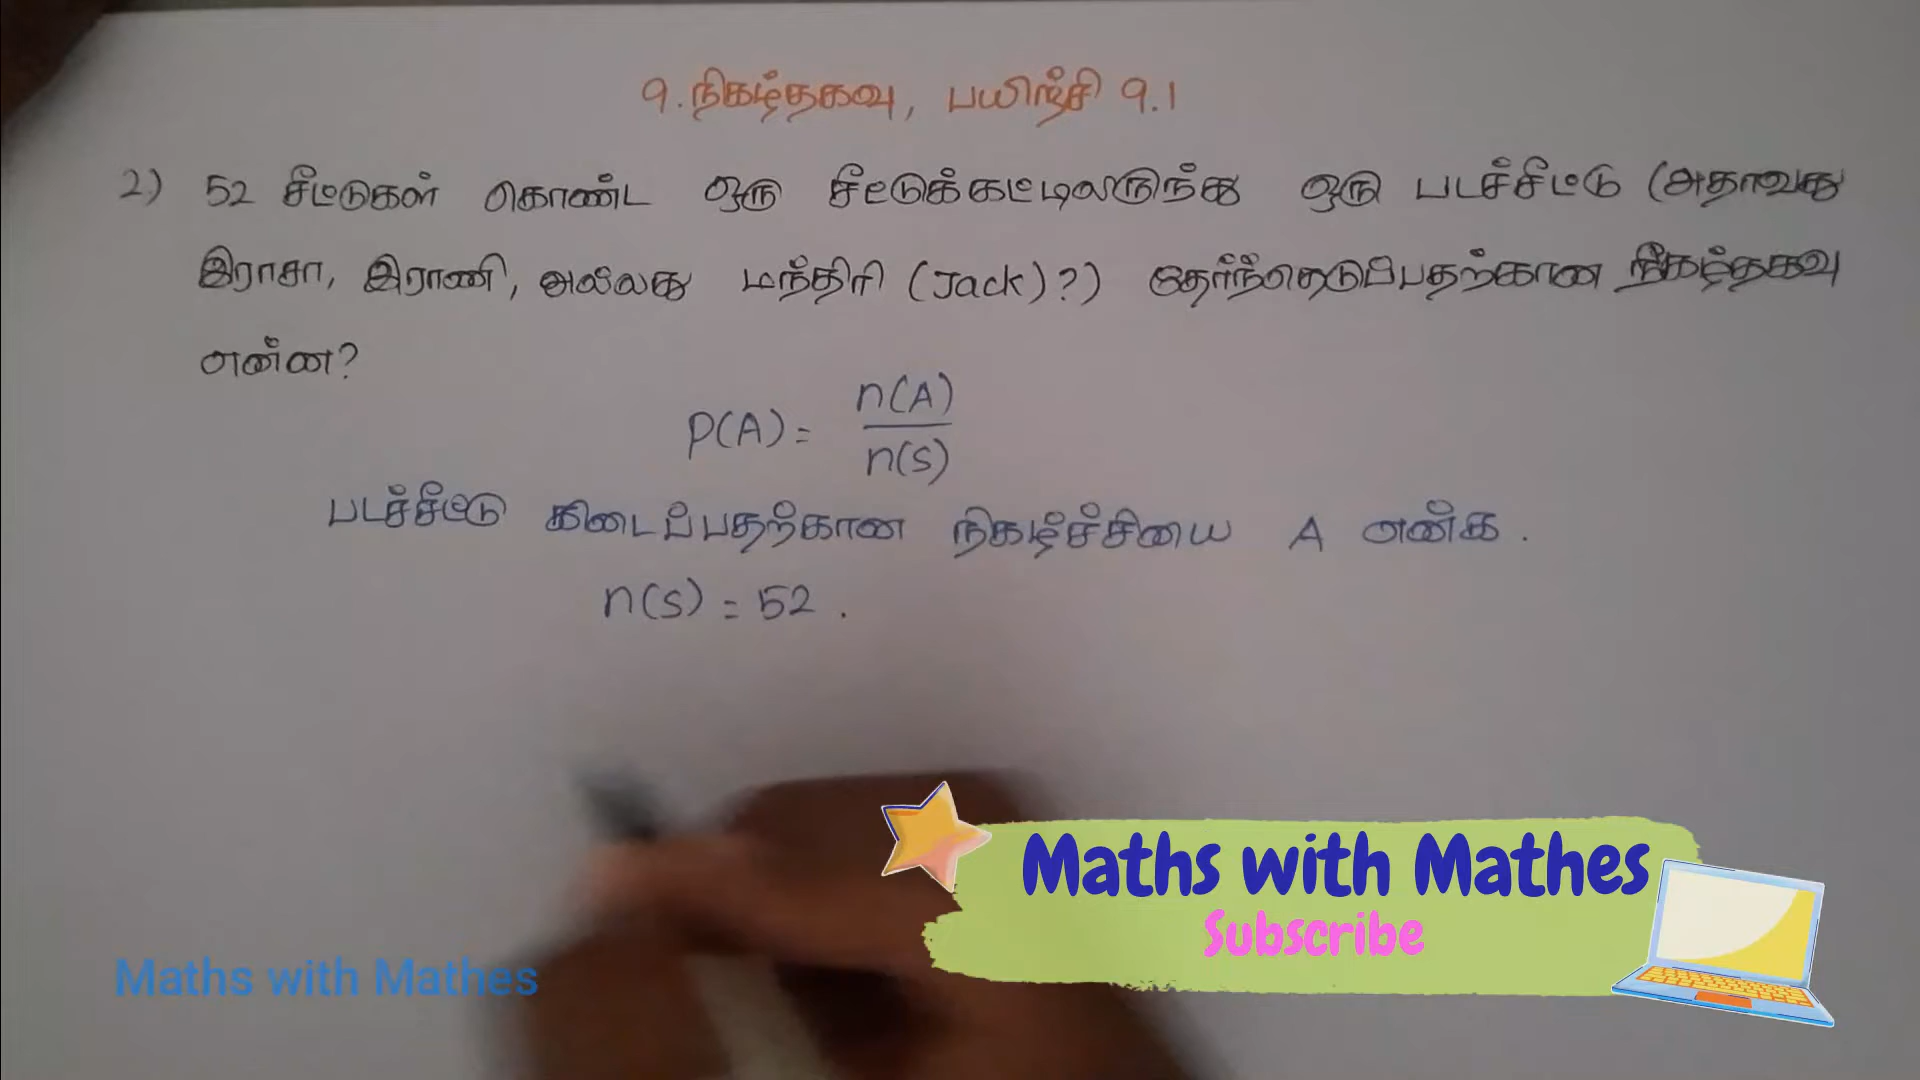 9. நிகழ்தகவு, பயிற்சி 9.1
2) 52 சீட்டுகள் கொண்ட ஒரு சீட்டுக்கட்டிலிருந்து ஒரு படச்சீட்டு (அதாவது
இராசா, இராணி, அல்லது மந்திரி (Jack)?) தேர்ந்தெடுப்பதற்கான நிகழ்தகவு
என்ன?
P(A) = n(A) / n(S)
படச்சீட்டு கிடைப்பதற்கான நிகழ்ச்சியை A என்க.
n(S) = 52.
Maths with Mathes
Subscribe
Maths with Mathes